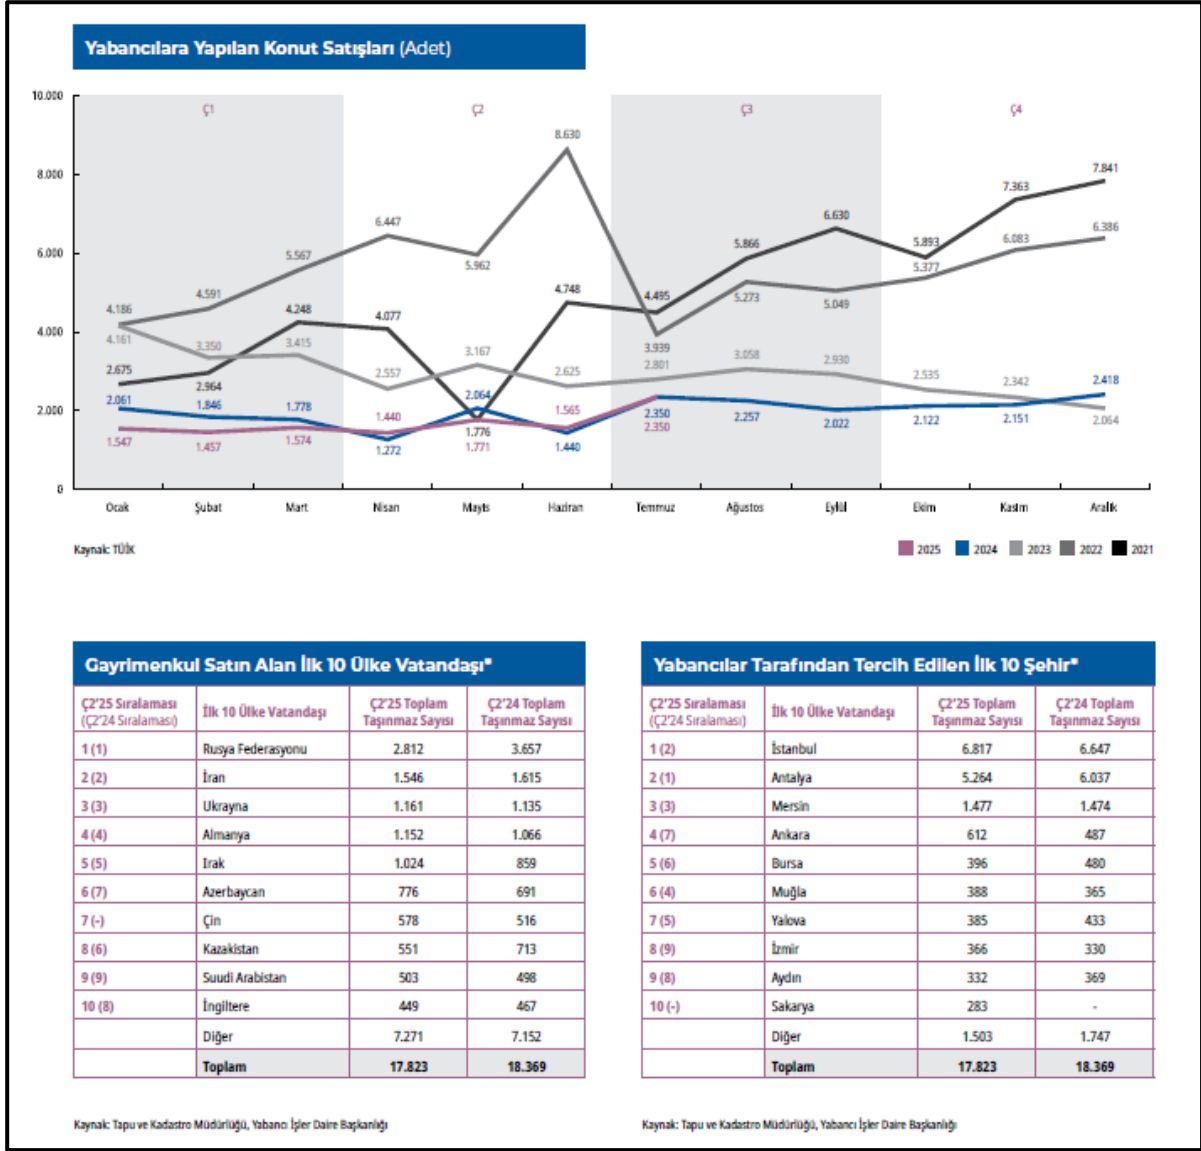 Yabancılara Yapılan Konut Satışları (Adet)
10.000
8.000
6.000
4.000
2.000
0
Ç1 Ç2 Ç3 Ç4
4.186 4.591 5.567 6.447 5.962 8.630 3.939 5.273 5.049 5.377 6.083 6.386
2.675 2.964 4.248 4.077 1.776 4.748 4.495 5.866 6.630 5.893 7.363 7.841
4.161 3.350 3.415 2.557 3.167 2.625 2.801 3.058 2.930 2.535 2.342 2.064
2.061 1.846 1.778 1.272 2.064 1.440 2.350 2.257 2.022 2.122 2.151 2.418
1.547 1.457 1.574 1.440 1.771 1.565 2.350
Ocak Şubat Mart Nisan Mayıs Haziran Temmuz Ağustos Eylül Ekim Kasım Aralık
Kaynak: TÜİK
2025 2024 2023 2022 2021
Gayrimenkul Satın Alan İlk 10 Ülke Vatandaşı*
Ç2'25 Sıralaması (Ç2'24 Sıralaması) İlk 10 Ülke Vatandaşı Ç2'25 Toplam Taşınmaz Sayısı Ç2'24 Toplam Taşınmaz Sayısı
1 (1) Rusya Federasyonu 2.812 3.657
2 (2) İran 1.546 1.615
3 (3) Ukrayna 1.161 1.135
4 (4) Almanya 1.152 1.066
5 (5) Irak 1.024 859
6 (7) Azerbaycan 776 691
7 (-) Çin 578 516
8 (6) Kazakistan 551 713
9 (9) Suudi Arabistan 503 498
10 (8) İngiltere 449 467
Diğer 7.271 7.152
Toplam 17.823 18.369
Kaynak: Tapu ve Kadastro Müdürlüğü, Yabancı İşler Daire Başkanlığı
Yabancılar Tarafından Tercih Edilen İlk 10 Şehir*
Ç2'25 Sıralaması (Ç2'24 Sıralaması) İlk 10 Ülke Vatandaşı Ç2'25 Toplam Taşınmaz Sayısı Ç2'24 Toplam Taşınmaz Sayısı
1 (2) İstanbul 6.817 6.647
2 (1) Antalya 5.264 6.037
3 (3) Mersin 1.477 1.474
4 (7) Ankara 612 487
5 (6) Bursa 396 480
6 (4) Muğla 388 365
7 (5) Yalova 385 433
8 (9) İzmir 366 330
9 (8) Aydın 332 369
10 (-) Sakarya 283 -
Diğer 1.503 1.747
Toplam 17.823 18.369
Kaynak: Tapu ve Kadastro Müdürlüğü, Yabancı İşler Daire Başkanlığı